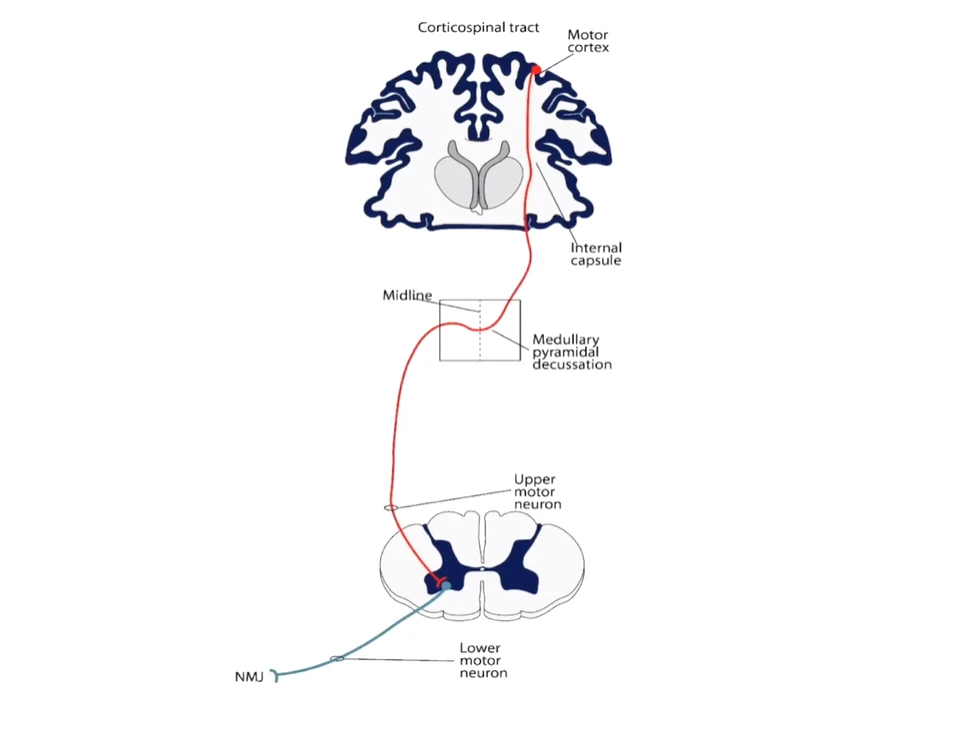 Corticospinal tract
Motor
cortex
Internal
capsule
Midline
Medullary
pyramidal
decussation
Upper
motor
neuron
Lower
motor
neuron
NMJ